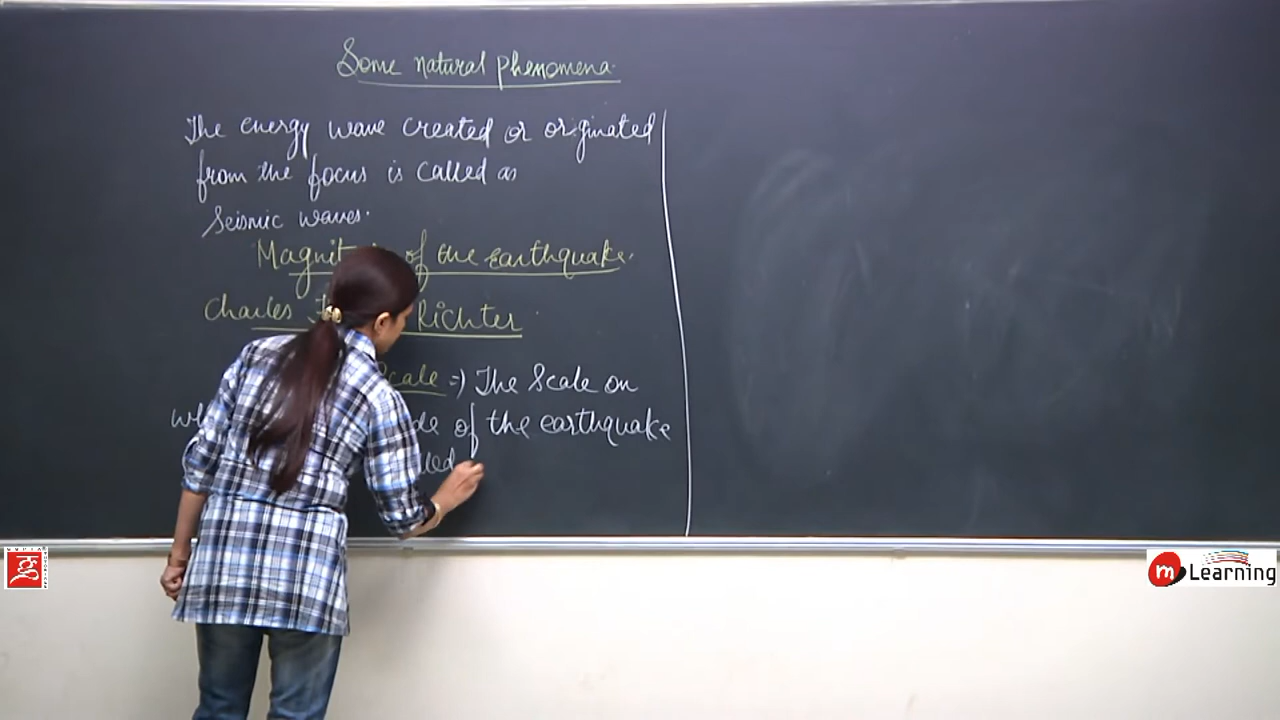 Some natural phenomena.
The energy wave created or originated
from the focus is called as
Seismic waves.
of the earthquake.
Charles Richter
Scale => The Scale on
of the earthquake
m Learning